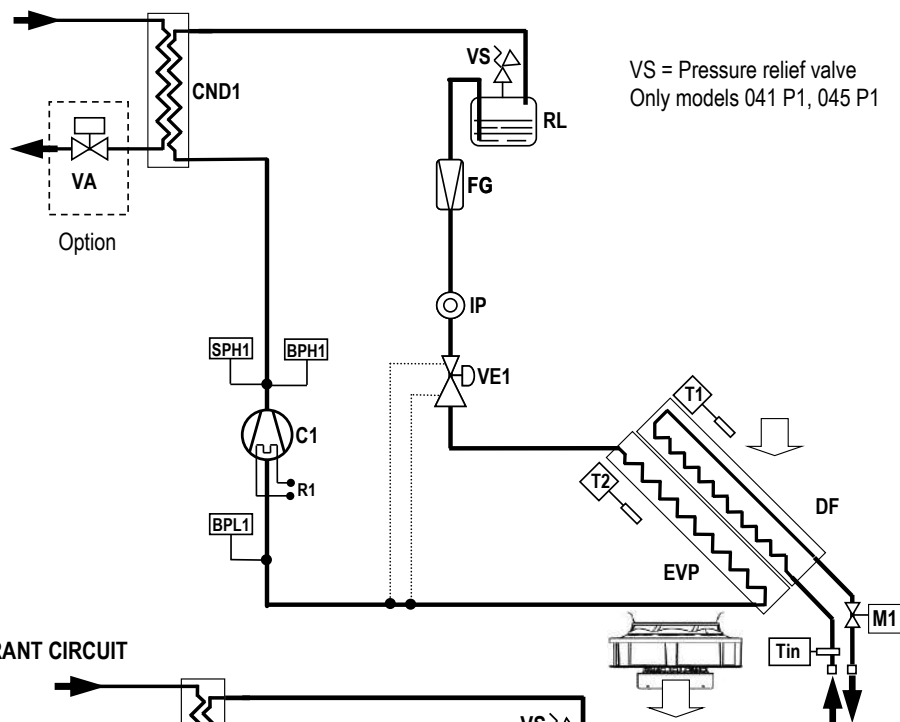 VS
VS = Pressure relief valve
Only models 041 P1, 045 P1
CND1
RL
VA
FG
Option
IP
SPH1
BPH1
VE1
T1
C1
R1
T2
DF
BPL1
EVP
M1
Tin
RANT CIRCUIT
VS